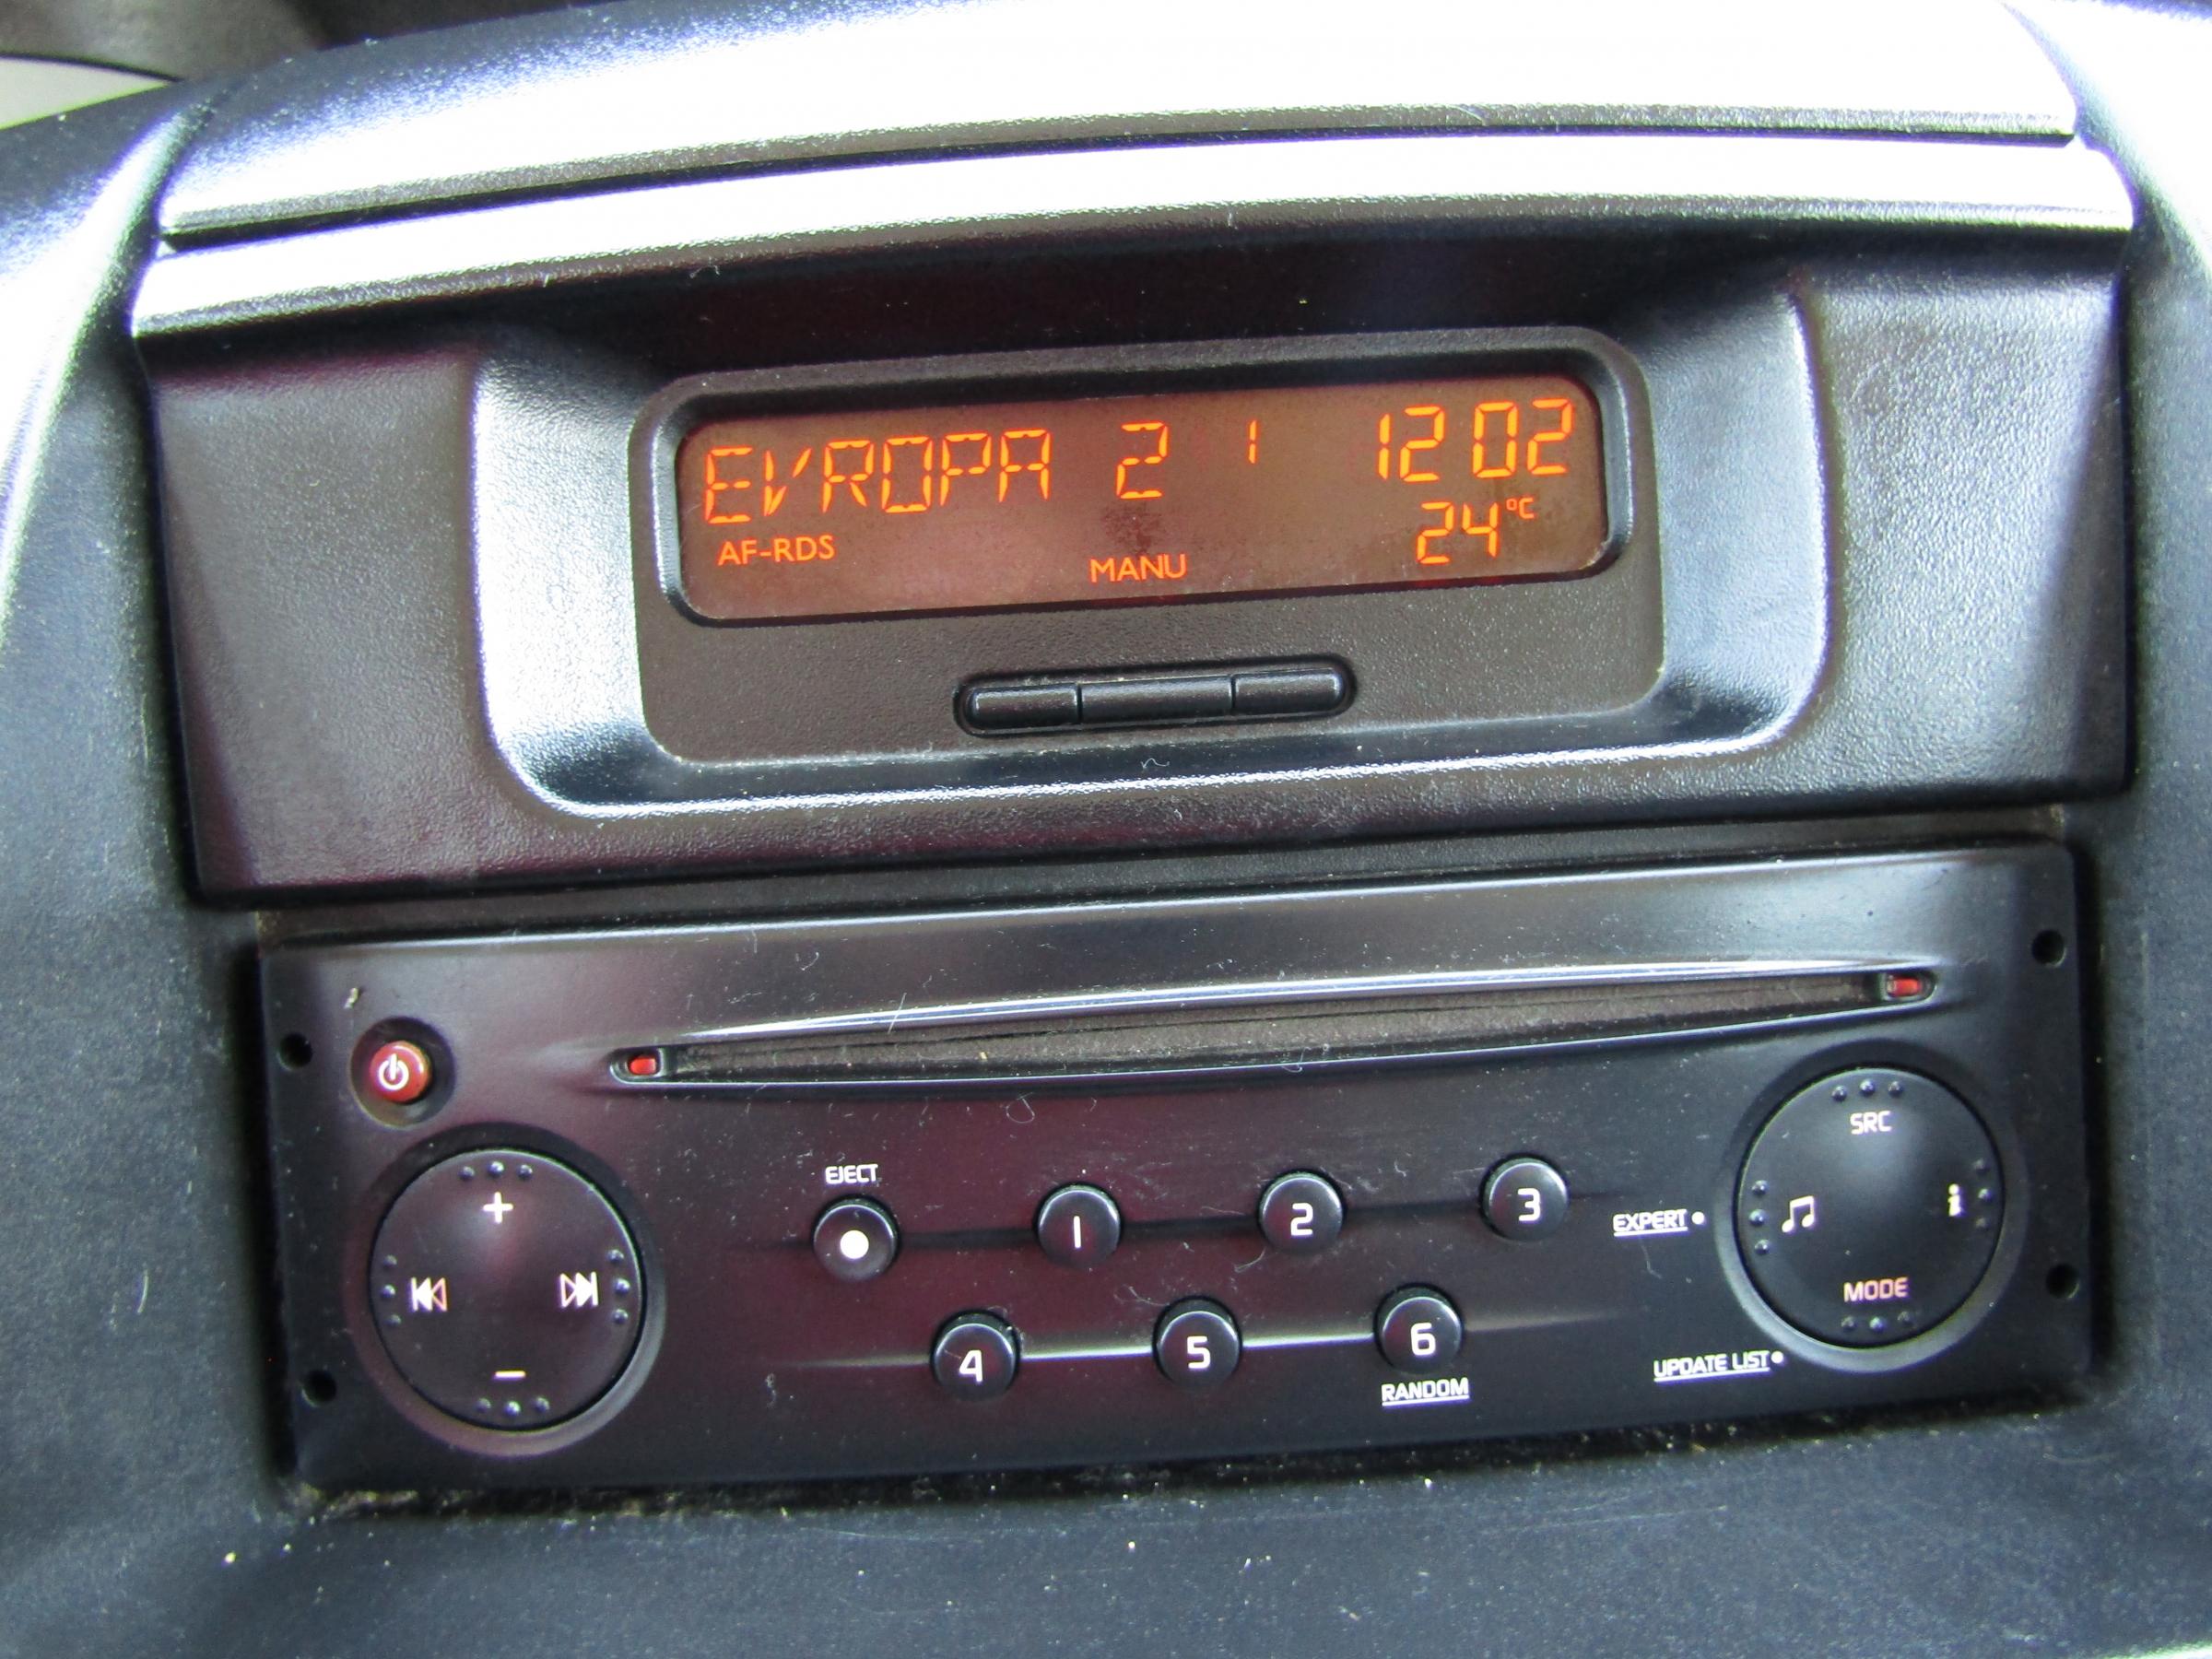 EVROPA 2 1 12 02
AF-RDS MANU 24°C
EJECT
1 2 3
4 5 6
RANDOM
EXPERT
SRC
i
MODE
UPDATE LIST